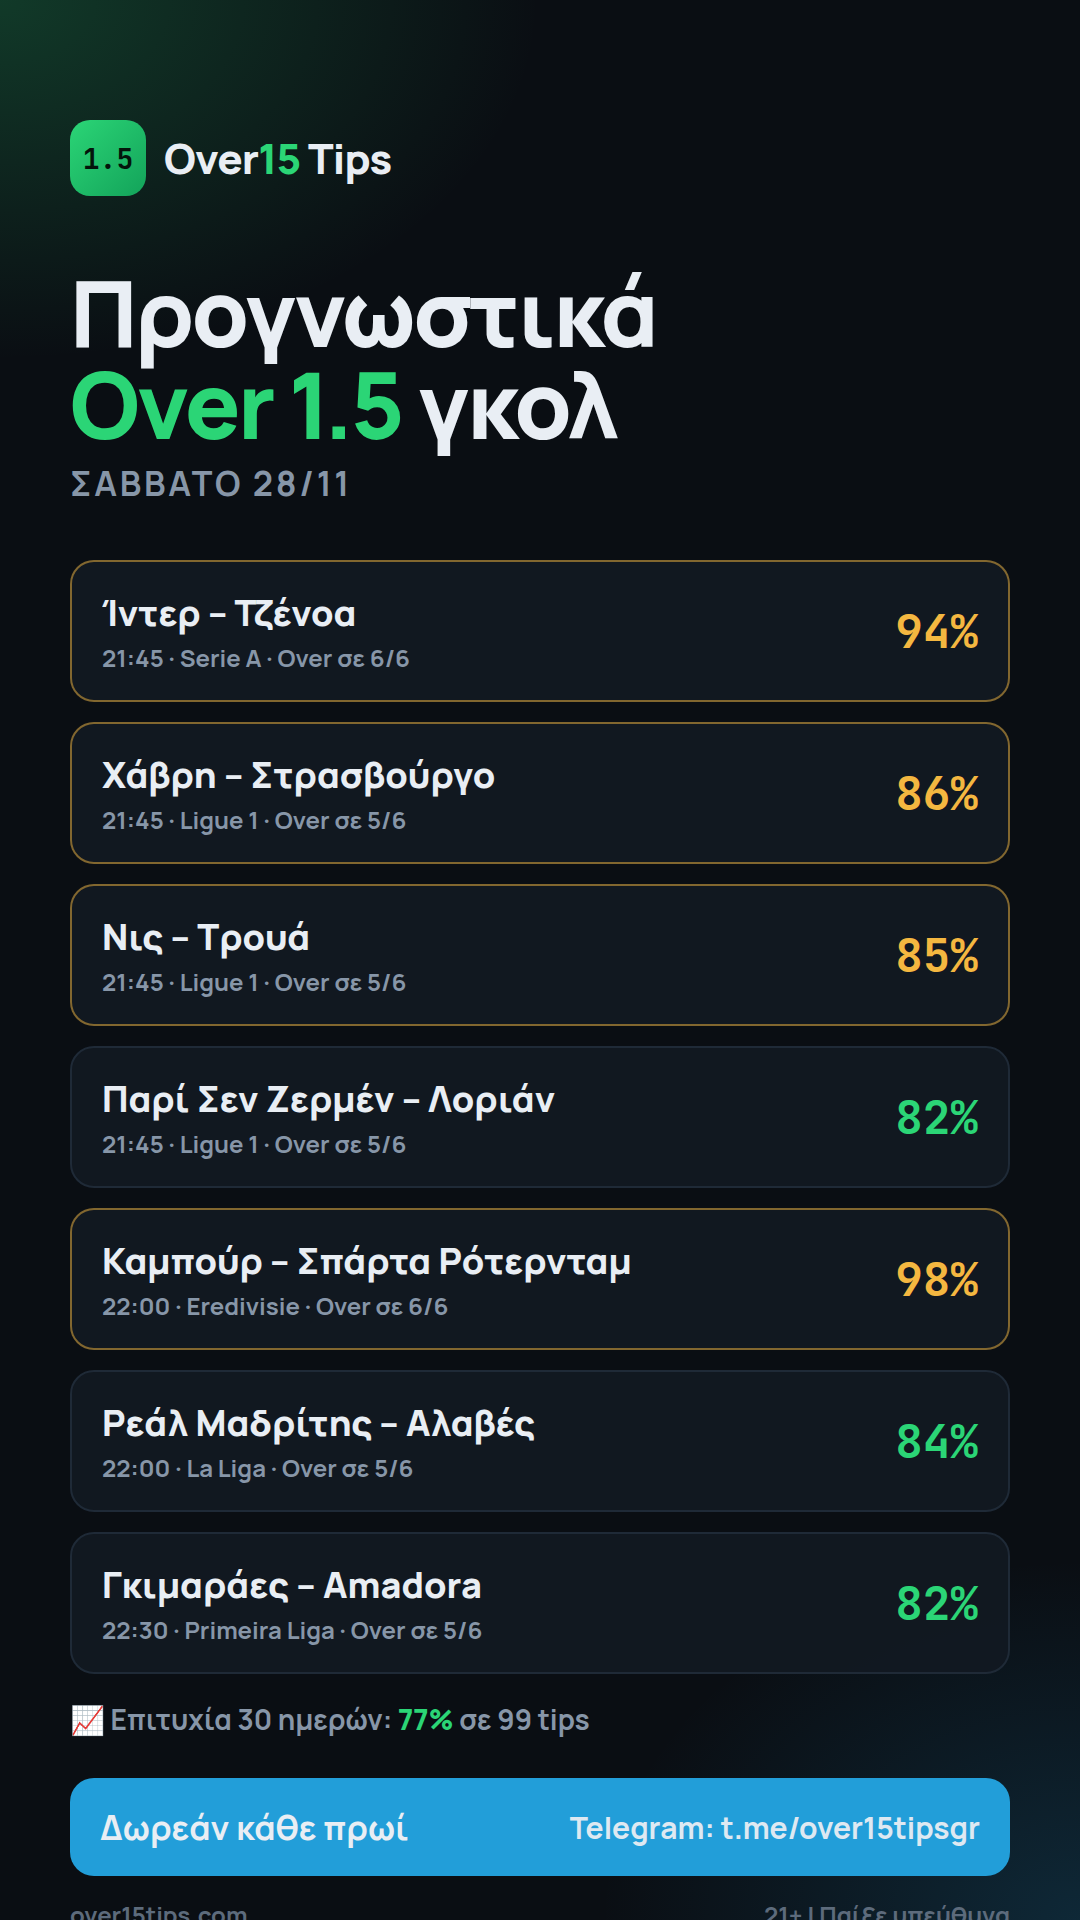 1.5
Over15 Tips
Προγνωστικά
Over 1.5 γκολ
ΣΑΒΒΑΤΟ 28/11
Ίντερ – Τζένοα
94%
21:45 · Serie A · Over σε 6/6
Χάβρη – Στρασβούργο
86%
21:45 · Ligue 1 · Over σε 5/6
Νις – Τρουά
85%
21:45 · Ligue 1 · Over σε 5/6
Παρί Σεν Ζερμέν – Λοριάν
82%
21:45 · Ligue 1 · Over σε 5/6
Καμπούρ – Σπάρτα Ρότερνταμ
98%
22:00 · Eredivisie · Over σε 6/6
Ρεάλ Μαδρίτης – Αλαβές
84%
22:00 · La Liga · Over σε 5/6
Γκιμαράες – Amadora
82%
22:30 · Primeira Liga · Over σε 5/6
Επιτυχία 30 ημερών: 77% σε 99 tips
Δωρεάν κάθε πρωί
Telegram: t.me/over15tipsgr
over15tips.com
21+ | Παίξε υπεύθυνα